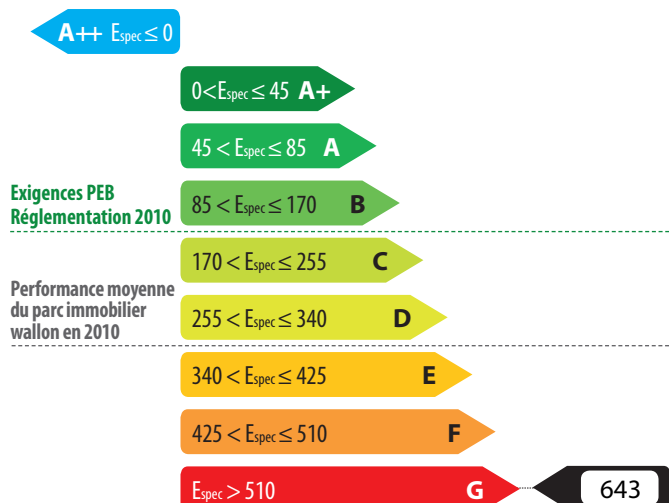 A++ Espec ≤ 0
0<Espec ≤ 45 A+
45 < Espec ≤ 85 A
Exigences PEB
Réglementation 2010
85 < Espec ≤ 170 B
170 < Espec ≤ 255 C
Performance moyenne
du parc immobilier
wallon en 2010
255 < Espec ≤ 340 D
340 < Espec ≤ 425 E
425 < Espec ≤ 510 F
Espec > 510 G
643